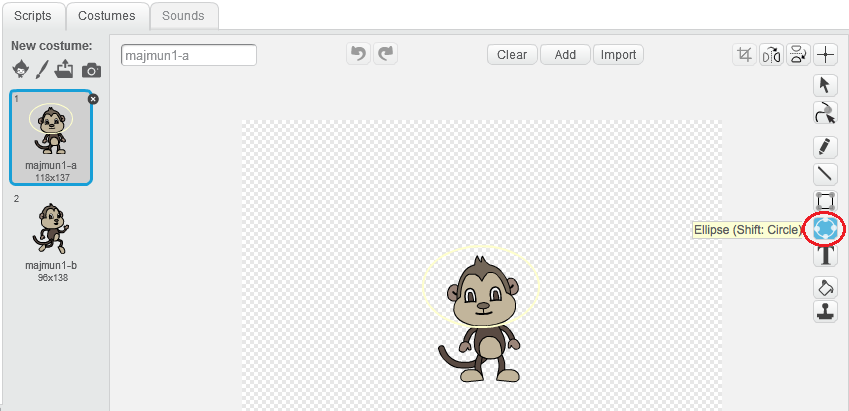 Scripts
Costumes
Sounds
New costume:
majmun1-a
Clear
Add
Import
1
majmun1-a
118x137
2
majmun1-b
96x138
Ellipse (Shift: Circle)
T